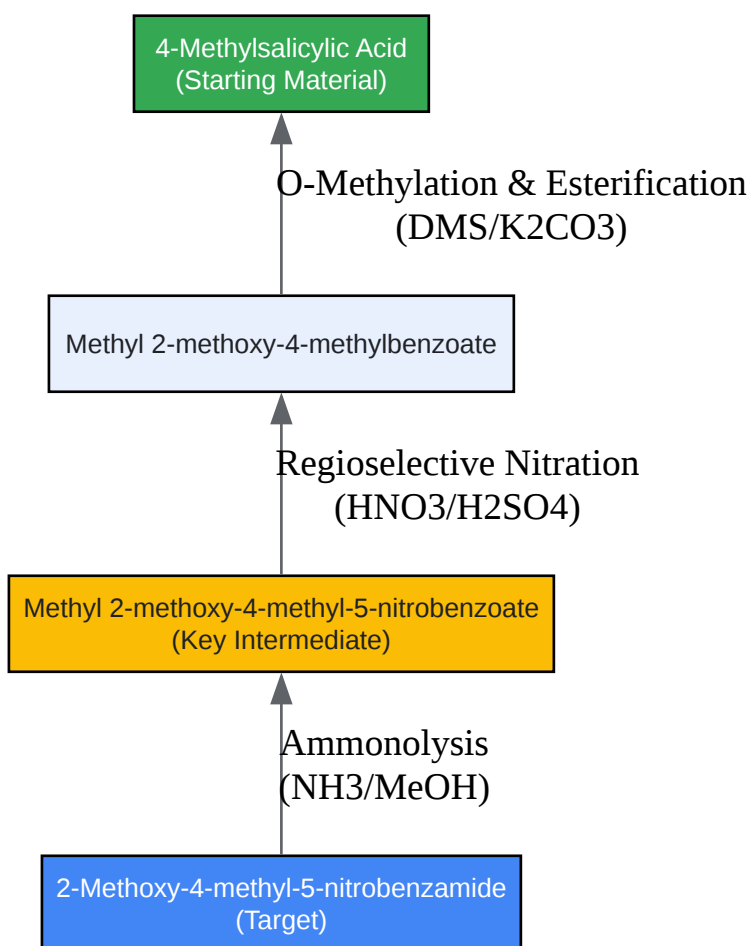 4-Methylsalicylic Acid
(Starting Material)
O-Methylation & Esterification
(DMS/K2CO3)
Methyl 2-methoxy-4-methylbenzoate
Regioselective Nitration
(HNO3/H2SO4)
Methyl 2-methoxy-4-methyl-5-nitrobenzoate
(Key Intermediate)
Ammonolysis
(NH3/MeOH)
2-Methoxy-4-methyl-5-nitrobenzamide
(Target)